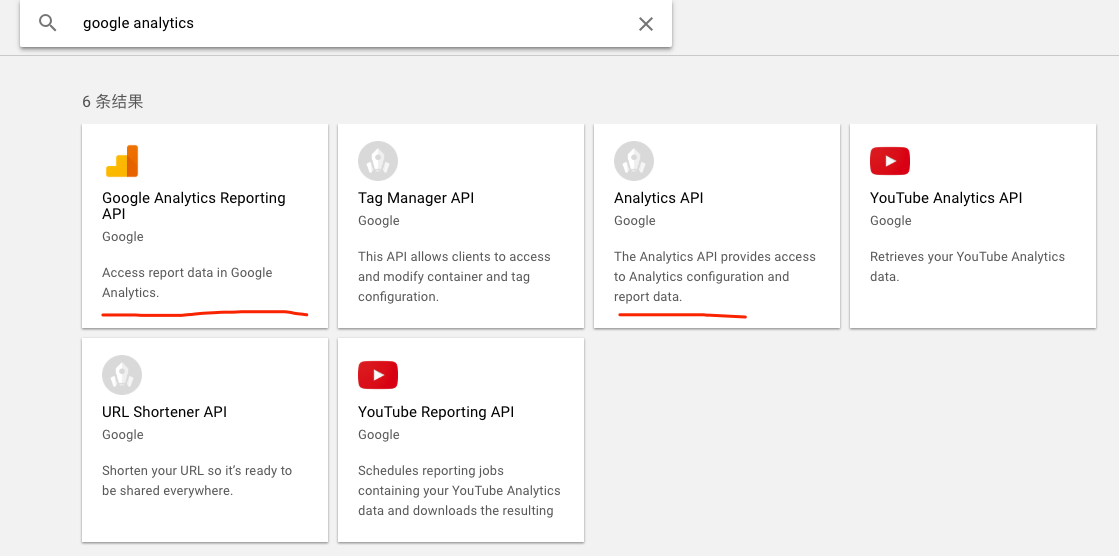 google analytics
6 条结果
Google Analytics Reporting
API
Google
Access report data in Google
Analytics.
Tag Manager API
Google
This API allows clients to access
and modify container and tag
configuration.
Analytics API
Google
The Analytics API provides access
to Analytics configuration and
report data.
YouTube Analytics API
Google
Retrieves your YouTube Analytics
data.
URL Shortener API
Google
Shorten your URL so it’s ready to
be shared everywhere.
YouTube Reporting API
Google
Schedules reporting jobs
containing your YouTube Analytics
data and downloads the resulting